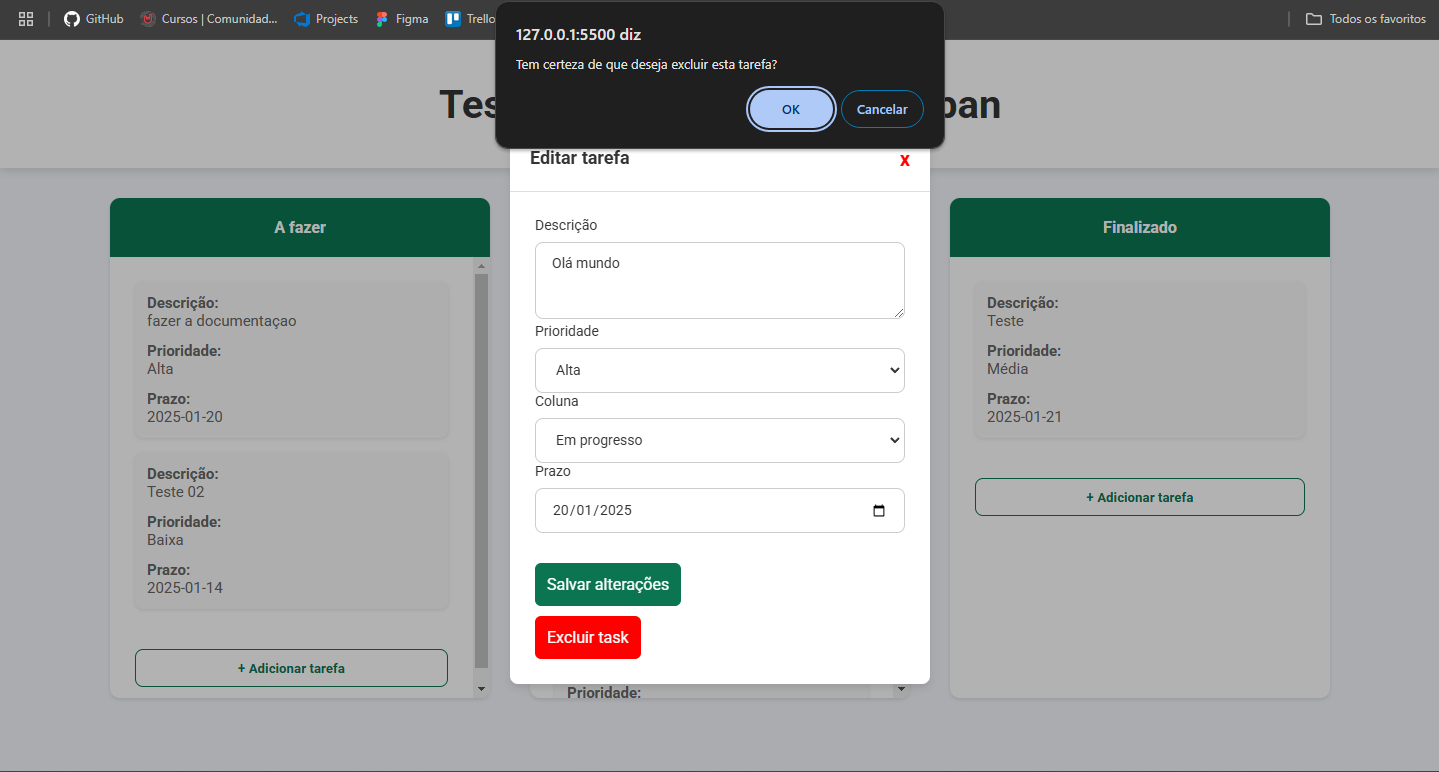 GitHub
Cursos | Comunidad...
Projects
Figma
Trello
Todos os favoritos
127.0.0.1:5500 diz
Tem certeza de que deseja excluir esta tarefa?
OK
Cancelar
Editar tarefa
X
A fazer
Descrição:
fazer a documentaçao
Prioridade:
Alta
Prazo:
2025-01-20
Descrição:
Teste 02
Prioridade:
Baixa
Prazo:
2025-01-14
+ Adicionar tarefa
Descrição
Olá mundo
Prioridade
Alta
Coluna
Em progresso
Prazo
20/01/2025
Salvar alterações
Excluir task
Prioridade:
Finalizado
Descrição:
Teste
Prioridade:
Média
Prazo:
2025-01-21
+ Adicionar tarefa